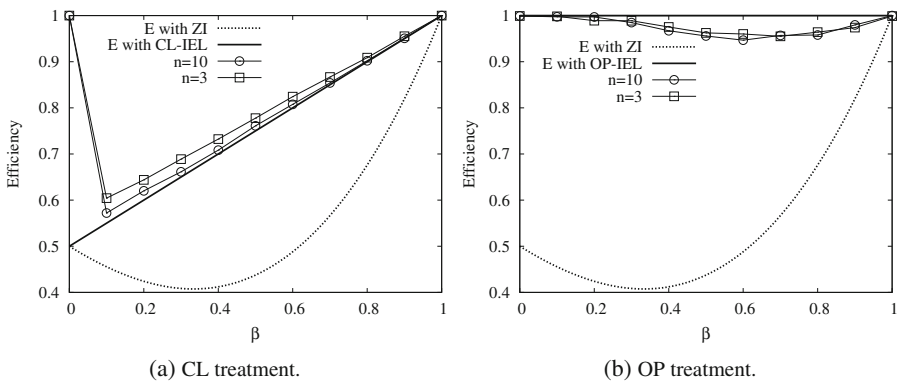 E with ZI
E with CL-IEL
n=10
n=3
1
0.9
0.8
0.7
0.6
0.5
0.4
Efficiency
0 0.2 0.4 0.6 0.8 1
β
(a) CL treatment.
1
0.9
0.8
0.7
0.6
0.5
0.4
Efficiency
E with ZI
E with OP-IEL
n=10
n=3
0 0.2 0.4 0.6 0.8 1
β
(b) OP treatment.